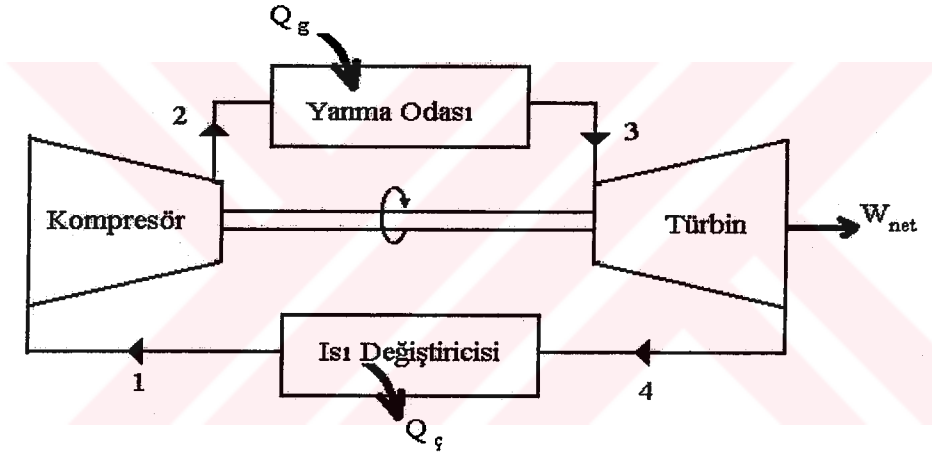 Q g
Yanma Odası
2
3
Kompresör
Türbin
W net
Isı Değiştiricisi
1
4
Q ç